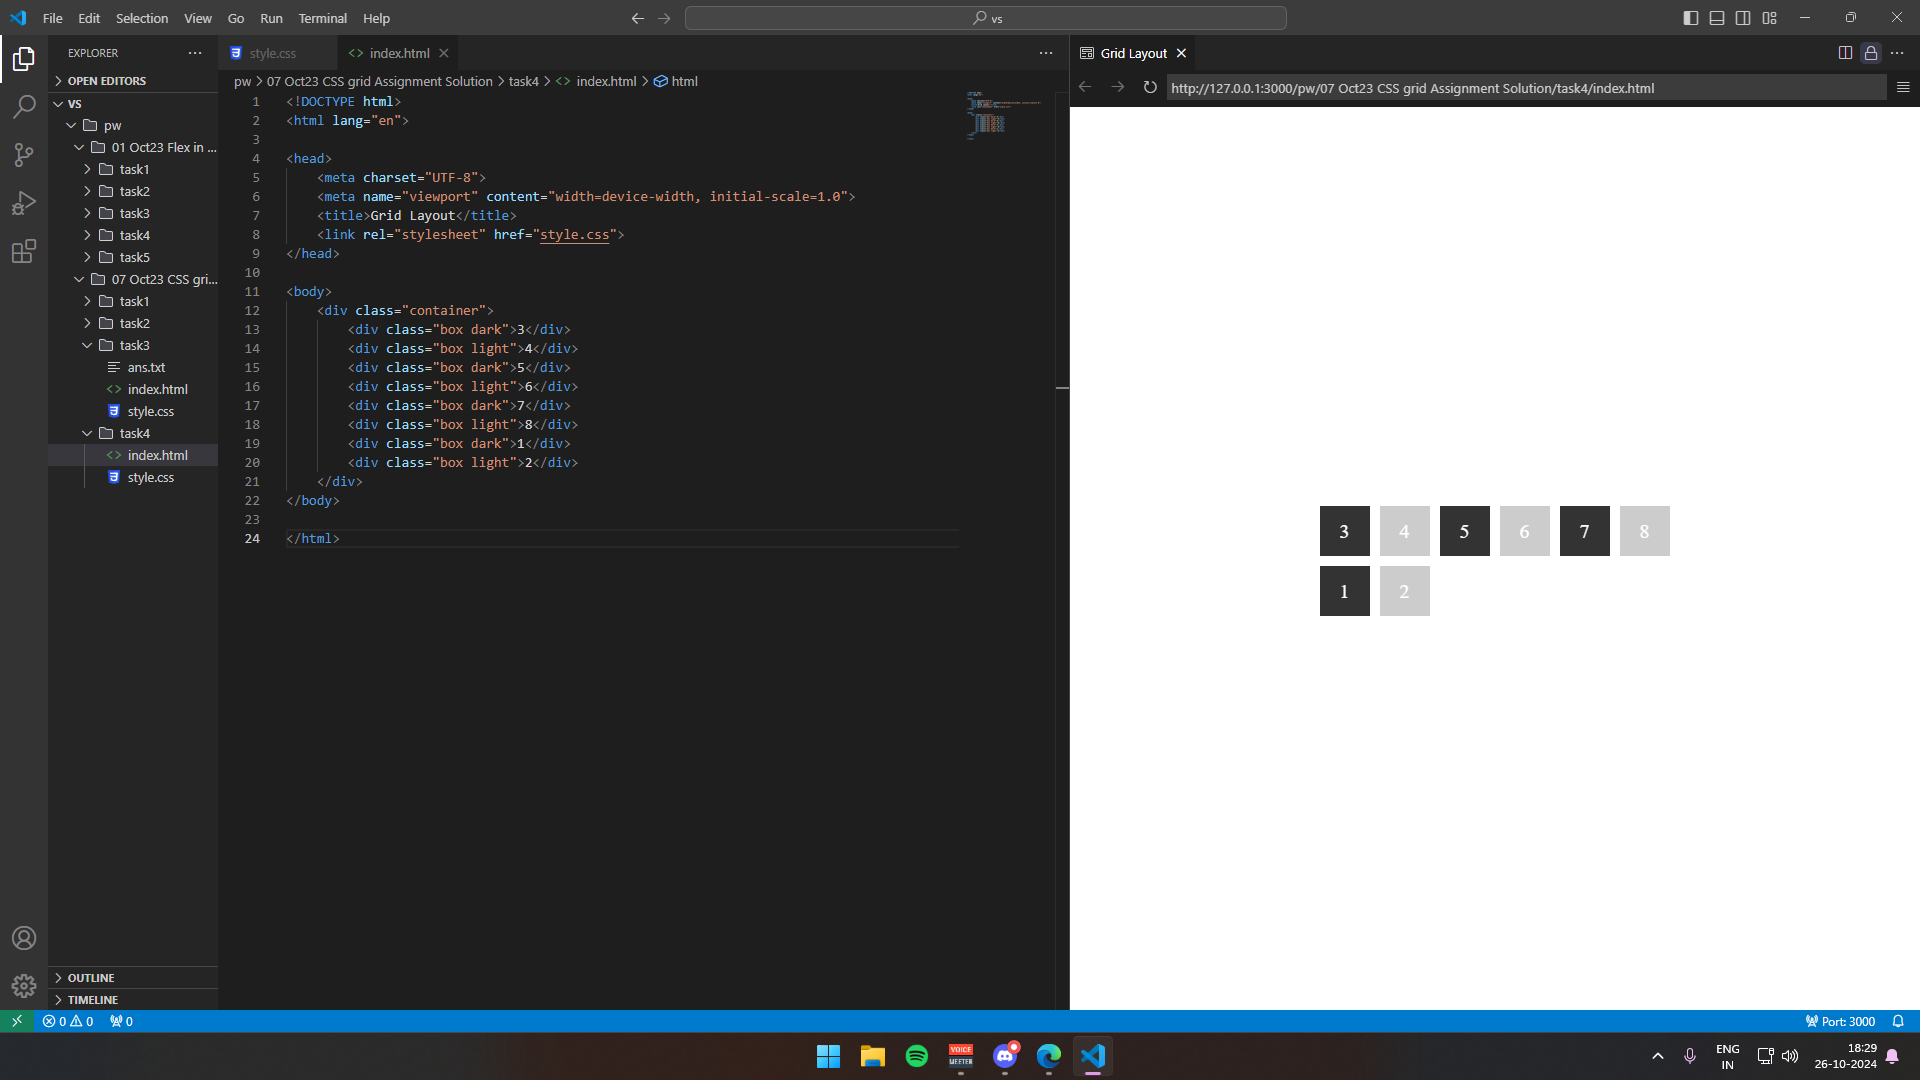 File Edit Selection View Go Run Terminal Help
vs
EXPLORER
OPEN EDITORS
VS
pw
01 Oct23 Flex in ...
task1
task2
task3
task4
task5
07 Oct23 CSS gri...
task1
task2
task3
ans.txt
index.html
style.css
task4
index.html
style.css
OUTLINE
TIMELINE
style.css index.html
pw > 07 Oct23 CSS grid Assignment Solution > task4 > index.html > html
1 <!DOCTYPE html>
2 <html lang="en">
3
4 <head>
5 <meta charset="UTF-8">
6 <meta name="viewport" content="width=device-width, initial-scale=1.0">
7 <title>Grid Layout</title>
8 <link rel="stylesheet" href="style.css">
9 </head>
10
11 <body>
12 <div class="container">
13 <div class="box dark">3</div>
14 <div class="box light">4</div>
15 <div class="box dark">5</div>
16 <div class="box light">6</div>
17 <div class="box dark">7</div>
18 <div class="box light">8</div>
19 <div class="box dark">1</div>
20 <div class="box light">2</div>
21 </div>
22 </body>
23
24 </html>
Grid Layout
http://127.0.0.1:3000/pw/07 Oct23 CSS grid Assignment Solution/task4/index.html
3 4 5 6 7 8
1 2
0 0 0
Port: 3000
VOICE
MEETER
ENG
IN
18:29
26-10-2024